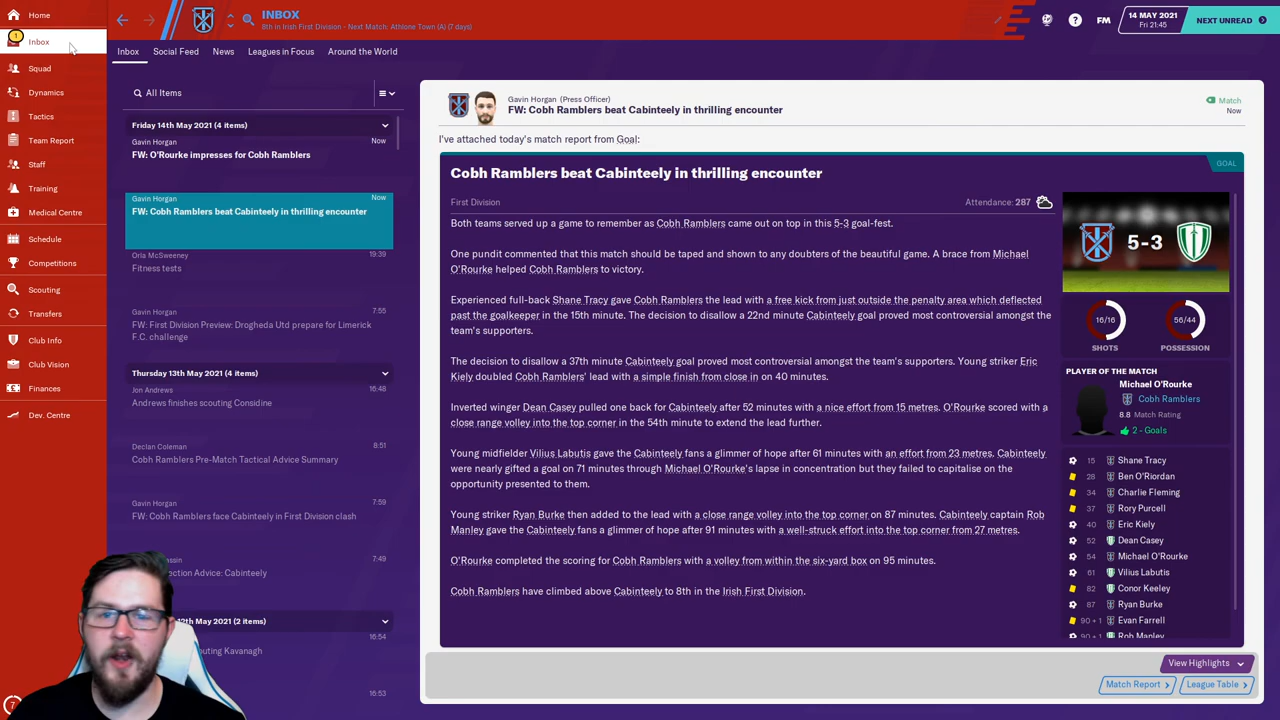 Home
1
Inbox
Squad
Dynamics
Tactics
Team Report
Staff
Training
Medical Centre
Schedule
Competitions
Scouting
Transfers
Club Info
Club Vision
Finances
Dev. Centre
INBOX
8th in Irish First Division - Next Match: Athlone Town (A) (7 days)
FM
14 MAY 2021
Fri 21:45
NEXT UNREAD
Inbox
Social Feed
News
Leagues in Focus
Around the World
All Items
Friday 14th May 2021 (4 items)
Gavin Horgan
Now
FW: O'Rourke impresses for Cobh Ramblers
Gavin Horgan
Now
FW: Cobh Ramblers beat Cabinteely in thrilling encounter
Orla McSweeney
19:39
Fitness tests
Gavin Horgan
7:55
FW: First Division Preview: Drogheda Utd prepare for Limerick
F.C. challenge
Thursday 13th May 2021 (4 items)
Jon Andrews
16:48
Andrews finishes scouting Considine
Declan Coleman
8:51
Cobh Ramblers Pre-Match Tactical Advice Summary
Gavin Horgan
7:59
FW: Cobh Ramblers face Cabinteely in First Division clash
7:49
ction Advice: Cabinteely
12th May 2021 (2 items)
16:54
uting Kavanagh
16:53
Gavin Horgan (Press Officer)
FW: Cobh Ramblers beat Cabinteely in thrilling encounter
Match
Now
I've attached today's match report from Goal:
GOAL
Cobh Ramblers beat Cabinteely in thrilling encounter
First Division
Attendance: 287
Both teams served up a game to remember as Cobh Ramblers came out on top in this 5-3 goal-fest.
One pundit commented that this match should be taped and shown to any doubters of the beautiful game. A brace from Michael
O'Rourke helped Cobh Ramblers to victory.
Experienced full-back Shane Tracy gave Cobh Ramblers the lead with a free kick from just outside the penalty area which deflected
past the goalkeeper in the 15th minute. The decision to disallow a 22nd minute Cabinteely goal proved most controversial amongst the
team's supporters.
The decision to disallow a 37th minute Cabinteely goal proved most controversial amongst the team's supporters. Young striker Eric
Kiely doubled Cobh Ramblers' lead with a simple finish from close in on 40 minutes.
Inverted winger Dean Casey pulled one back for Cabinteely after 52 minutes with a nice effort from 15 metres. O'Rourke scored with a
close range volley into the top corner in the 54th minute to extend the lead further.
Young midfielder Vilius Labutis gave the Cabinteely fans a glimmer of hope after 61 minutes with an effort from 23 metres. Cabinteely
were nearly gifted a goal on 71 minutes through Michael O'Rourke's lapse in concentration but they failed to capitalise on the
opportunity presented to them.
Young striker Ryan Burke then added to the lead with a close range volley into the top corner on 87 minutes. Cabinteely captain Rob
Manley gave the Cabinteely fans a glimmer of hope after 91 minutes with a well-struck effort into the top corner from 27 metres.
O'Rourke completed the scoring for Cobh Ramblers with a volley from within the six-yard box on 95 minutes.
Cobh Ramblers have climbed above Cabinteely to 8th in the Irish First Division.
5-3
16/16
SHOTS
56/44
POSSESSION
PLAYER OF THE MATCH
Michael O'Rourke
Cobh Ramblers
8.8 Match Rating
2 - Goals
15 Shane Tracy
28 Ben O'Riordan
34 Charlie Fleming
37 Rory Purcell
40 Eric Kiely
52 Dean Casey
54 Michael O'Rourke
61 Vilius Labutis
82 Conor Keeley
87 Ryan Burke
90 + 1 Evan Farrell
90 + 1 Rob Manley
View Highlights
Match Report
League Table